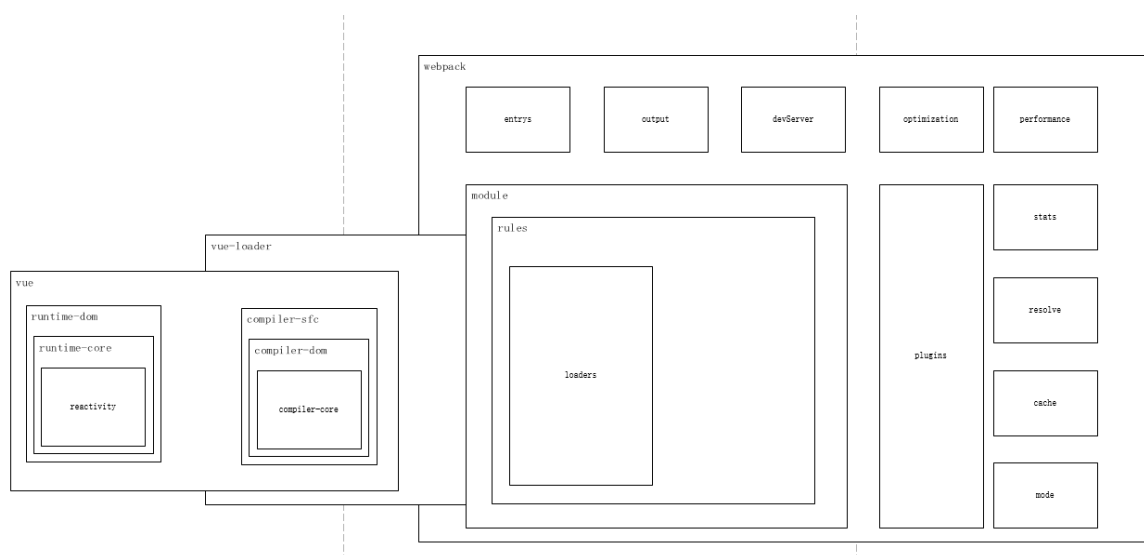 webpack
entrys
output
devServer
optimization
performance
module
rules
loaders
plugins
stats
resolve
cache
mode
vue-loader
vue
runtime-dom
runtime-core
reactivity
compiler-sfc
compiler-dom
compiler-core